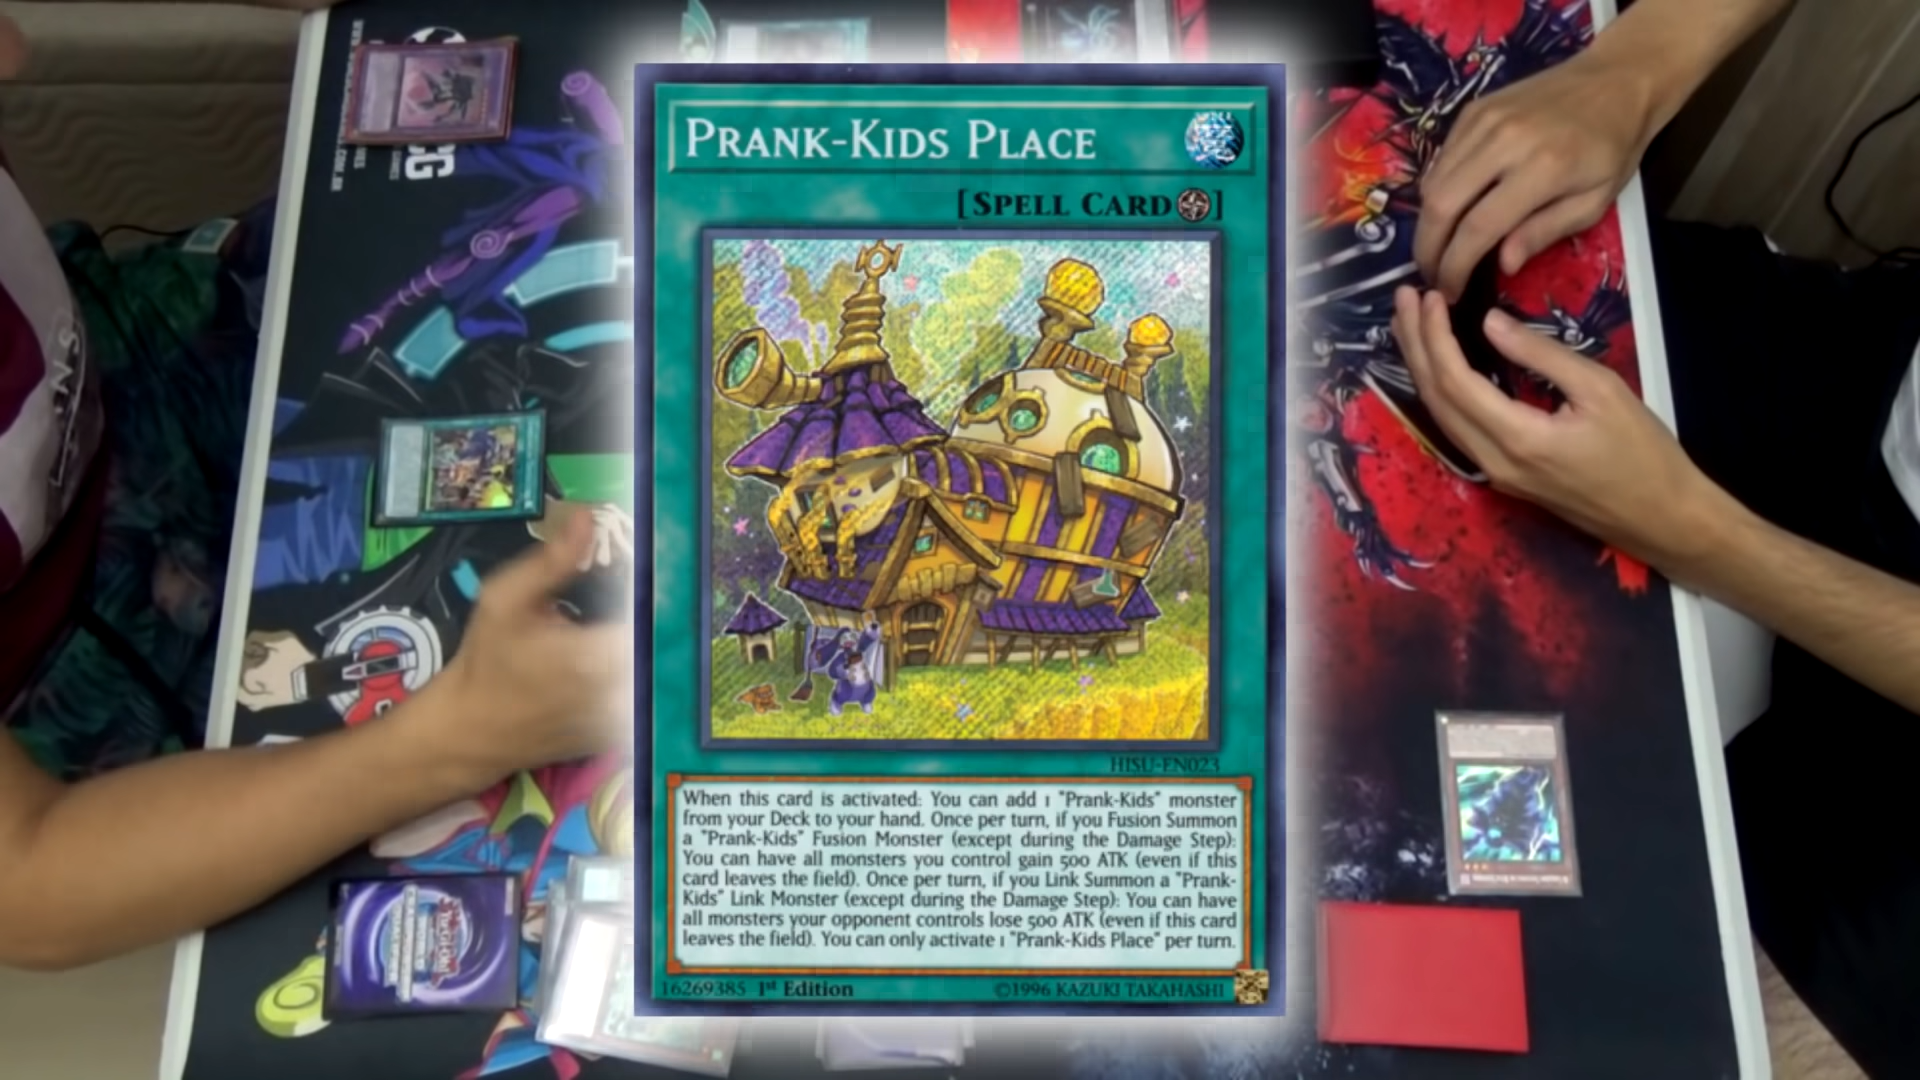 PRANK-KIDS PLACE
[SPELL CARD]
HISU-EN023
When this card is activated: You can add 1 "Prank-Kids" monster
from your Deck to your hand. Once per turn, if you Fusion Summon
a "Prank-Kids" Fusion Monster (except during the Damage Step):
You can have all monsters you control gain 500 ATK (even if this
card leaves the field). Once per turn, if you Link Summon a "Prank-
Kids" Link Monster (except during the Damage Step): You can have
all monsters your opponent controls lose 500 ATK (even if this card
leaves the field). You can only activate 1 "Prank-Kids Place" per turn.
16269385 1st Edition
©1996 KAZUKI TAKAHASHI